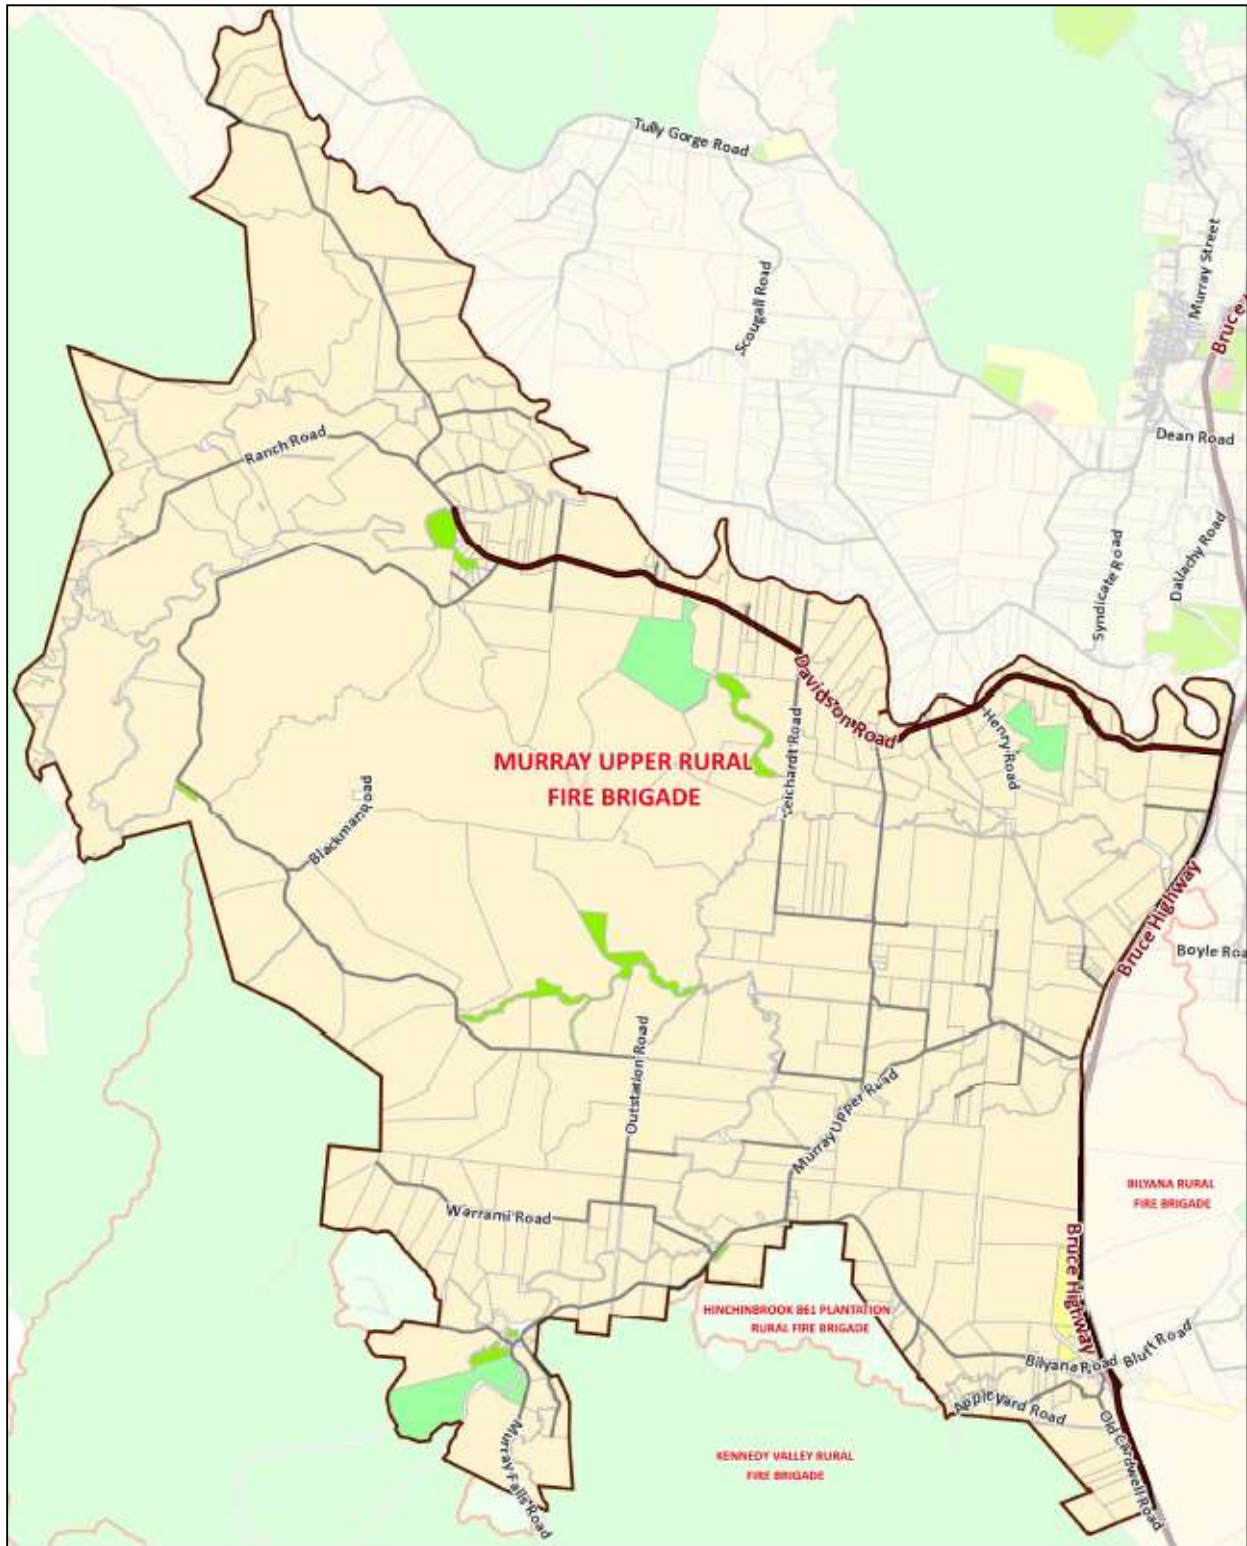 Tully Gorge Road
Murray Street
Scougall Road
Bruce
Dean Road
Ranch Road
Dallachy Road
Syndicate Road
Davidson Road
Henry Road
Leichardt Road
MURRAY UPPER RURAL
FIRE BRIGADE
Blackman Road
Bruce Highway
Boyle Roa
Outstation Road
Murray Upper Road
BILYANA RURAL
FIRE BRIGADE
Warrami Road
Bruce Highway
HINCHINBROOK 861 PLANTATION
RURAL FIRE BRIGADE
Bluff Road
Bilyana Road
Appleyard Road
Old Cardwell Road
Murray Falls Road
KENNEDY VALLEY RURAL
FIRE BRIGADE